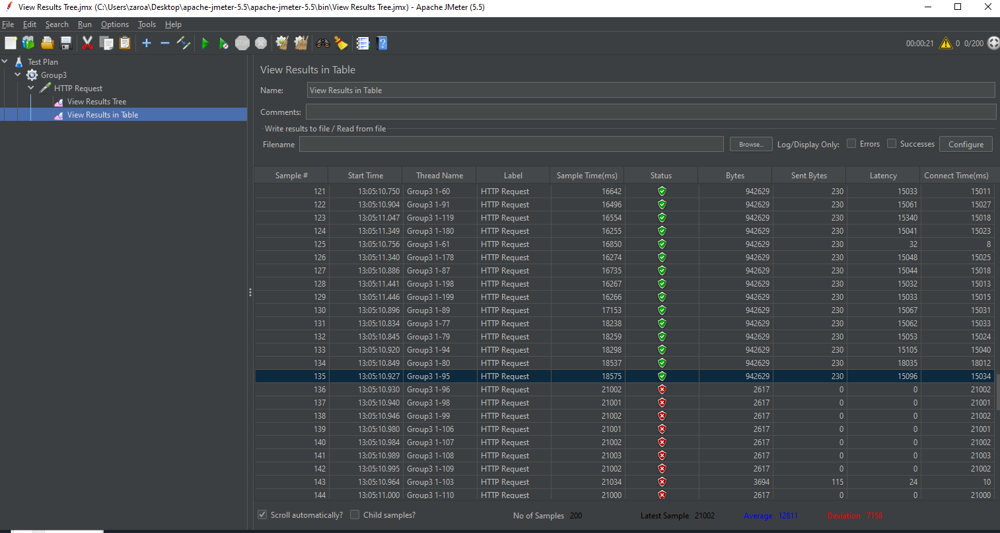 View Results Tree.jmx (C:\Users\zaroa\Desktop\apache-jmeter-5.5\apache-jmeter-5.5\bin\View Results Tree.jmx) - Apache JMeter (5.5)
File Edit Search Run Options Tools Help
00:00:21 0 0/200
Test Plan
Group3
HTTP Request
View Results Tree
View Results in Table
View Results in Table
Name: View Results in Table
Comments:
Write results to file / Read from file
Filename Browse... Log/Display Only: Errors Successes Configure
Sample # Start Time Thread Name Label Sample Time(ms) Status Bytes Sent Bytes Latency Connect Time(ms)
121 13:05:10.750 Group3 1-60 HTTP Request 16642 942629 230 15033 15011
122 13:05:10.904 Group3 1-91 HTTP Request 16496 942629 230 15061 15027
123 13:05:11.047 Group3 1-119 HTTP Request 16554 942629 230 15340 15018
124 13:05:11.349 Group3 1-180 HTTP Request 16255 942629 230 15041 15023
125 13:05:10.756 Group3 1-61 HTTP Request 16850 942629 230 32 8
126 13:05:11.340 Group3 1-178 HTTP Request 16274 942629 230 15048 15025
127 13:05:10.886 Group3 1-87 HTTP Request 16735 942629 230 15044 15018
128 13:05:11.441 Group3 1-198 HTTP Request 16267 942629 230 15032 15013
129 13:05:11.446 Group3 1-199 HTTP Request 16266 942629 230 15033 15015
130 13:05:10.896 Group3 1-89 HTTP Request 17153 942629 230 15067 15031
131 13:05:10.834 Group3 1-77 HTTP Request 18238 942629 230 15062 15033
132 13:05:10.845 Group3 1-79 HTTP Request 18259 942629 230 15053 15024
133 13:05:10.920 Group3 1-94 HTTP Request 18298 942629 230 15105 15040
134 13:05:10.849 Group3 1-80 HTTP Request 18537 942629 230 18035 18012
135 13:05:10.927 Group3 1-95 HTTP Request 18575 942629 230 15096 15034
136 13:05:10.930 Group3 1-96 HTTP Request 21002 2617 0 0 21002
137 13:05:10.940 Group3 1-98 HTTP Request 21001 2617 0 0 21001
138 13:05:10.946 Group3 1-99 HTTP Request 21002 2617 0 0 21002
139 13:05:10.980 Group3 1-106 HTTP Request 21001 2617 0 0 21001
140 13:05:10.984 Group3 1-107 HTTP Request 21002 2617 0 0 21002
141 13:05:10.989 Group3 1-108 HTTP Request 21003 2617 0 0 21003
142 13:05:10.995 Group3 1-109 HTTP Request 21002 2617 0 0 21002
143 13:05:10.964 Group3 1-103 HTTP Request 21034 3694 115 24 10
144 13:05:11.000 Group3 1-110 HTTP Request 21000 2617 0 0 21000
Scroll automatically? Child samples? No of Samples 200 Latest Sample 21002 Average 12811 Deviation 7158